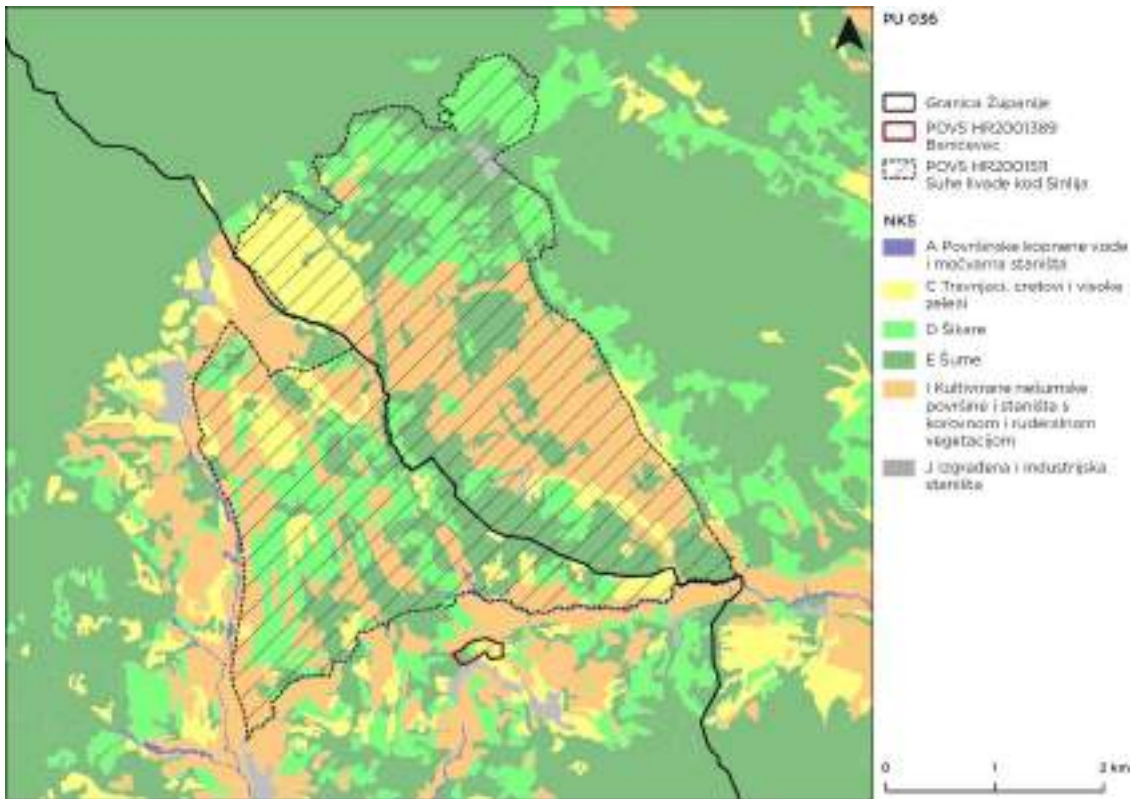 PU 036
Granica Županije
POVS HR2001389
Banićevac
POVS HR2001511
Suhe livade kod Sinlija
NKS
A Površinske kopnene vode
i močvarna staništa
C Travnjaci, cretovi i visoke
zeleni
D Šikare
E Šume
I Kultivirane nešumske
površine i staništa s
korovnom i ruderalnom
vegetacijom
J Izgrađena i industrijska
staništa
0 1 2 km